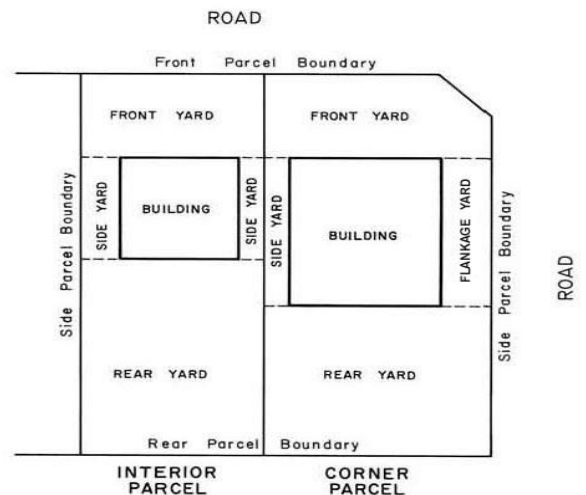 ROAD
Front Parcel Boundary
FRONT YARD
FRONT YARD
Side Parcel Boundary
SIDE YARD
BUILDING
SIDE YARD
SIDE YARD
BUILDING
FLANKAGE YARD
Side Parcel Boundary
ROAD
REAR YARD
REAR YARD
Rear Parcel Boundary
INTERIOR
PARCEL
CORNER
PARCEL